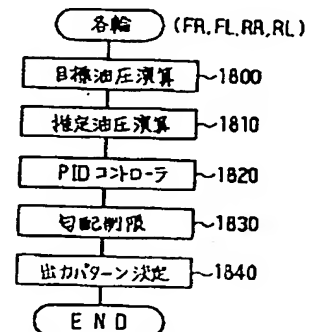 各輪 (FR,FL,RR,RL)
目標油圧演算 ~1800
推定油圧演算 ~1810
PIDコントローラ ~1820
勾配制限 ~1830
出力パターン決定 ~1840
END